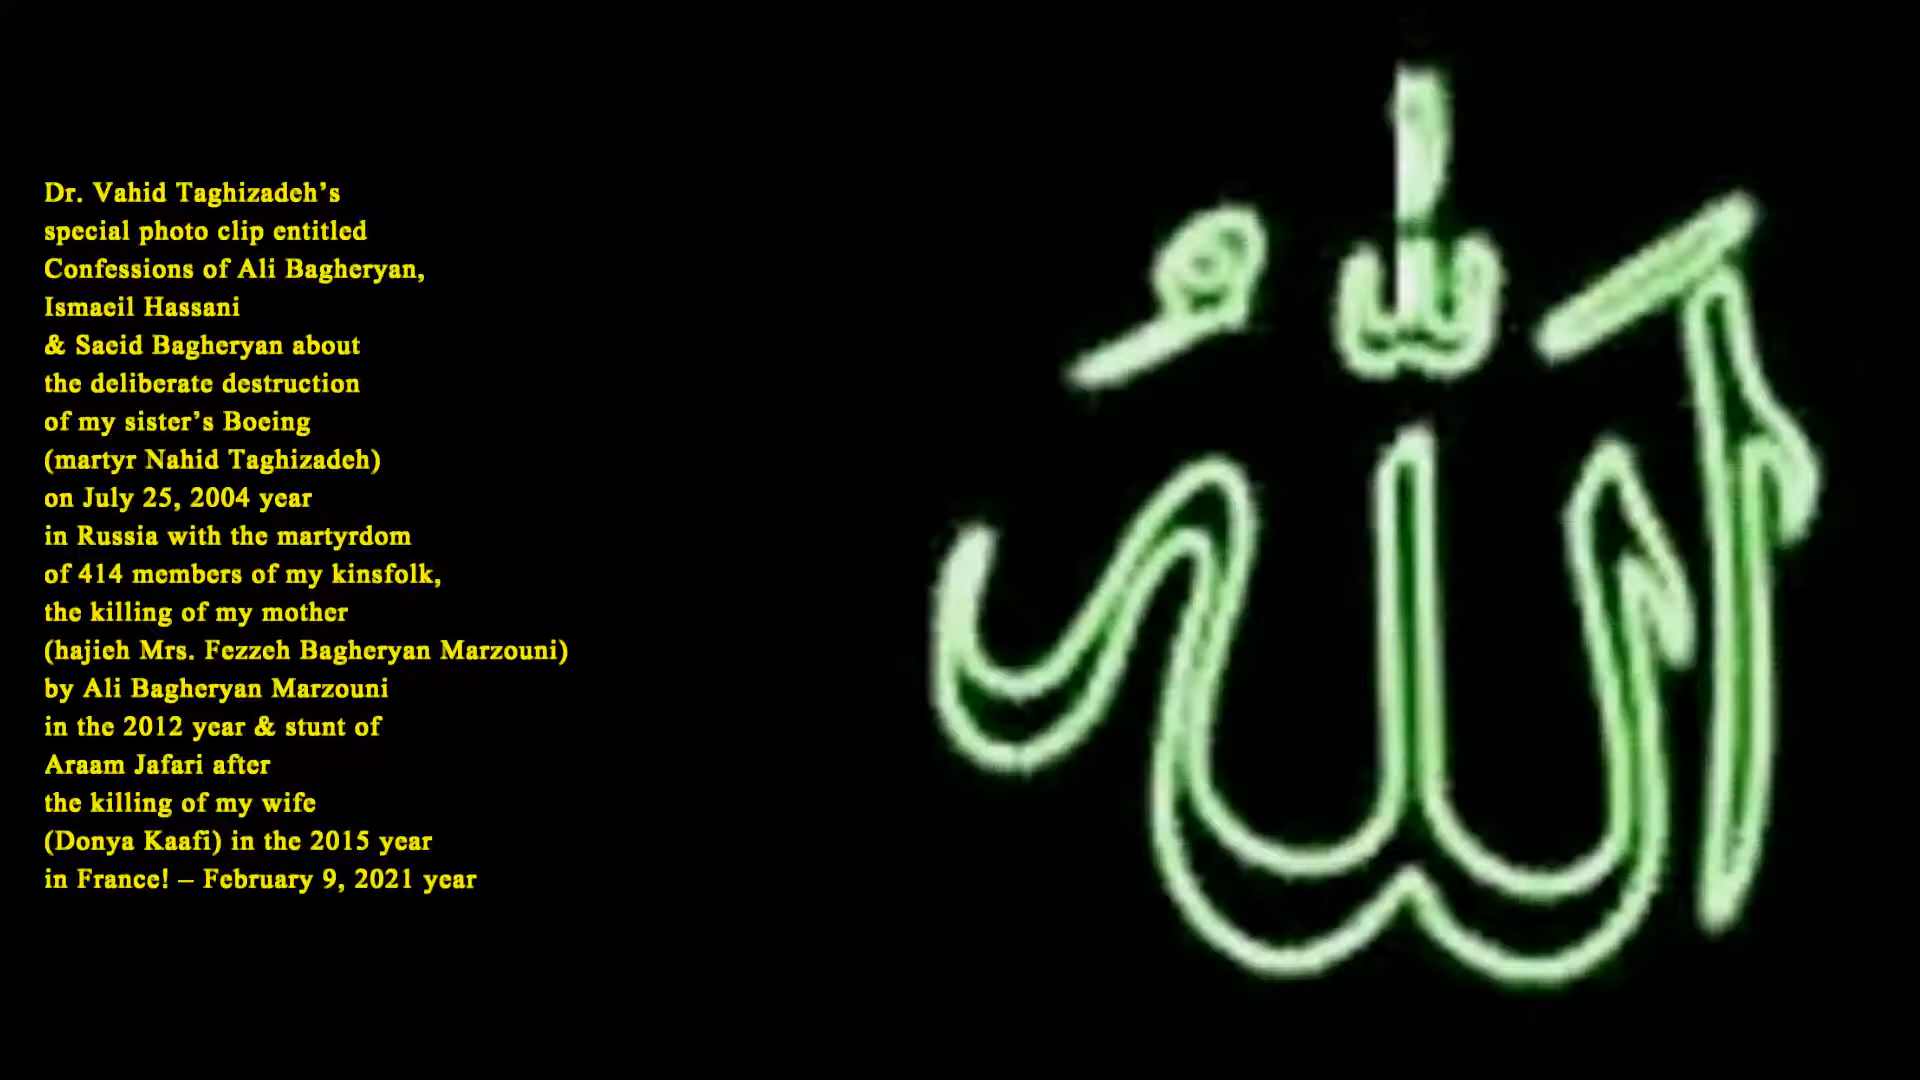 Dr. Vahid Taghizadeh’s
special photo clip entitled
Confessions of Ali Bagheryan,
Ismaeil Hassani
& Saeid Bagheryan about
the deliberate destruction
of my sister’s Boeing
(martyr Nahid Taghizadeh)
on July 25, 2004 year
in Russia with the martyrdom
of 414 members of my kinsfolk,
the killing of my mother
(hajieh Mrs. Fezzeh Bagheryan Marzouni)
by Ali Bagheryan Marzouni
in the 2012 year & stunt of
Araam Jafari after
the killing of my wife
(Donya Kaafi) in the 2015 year
in France! – February 9, 2021 year
اللَّهُ